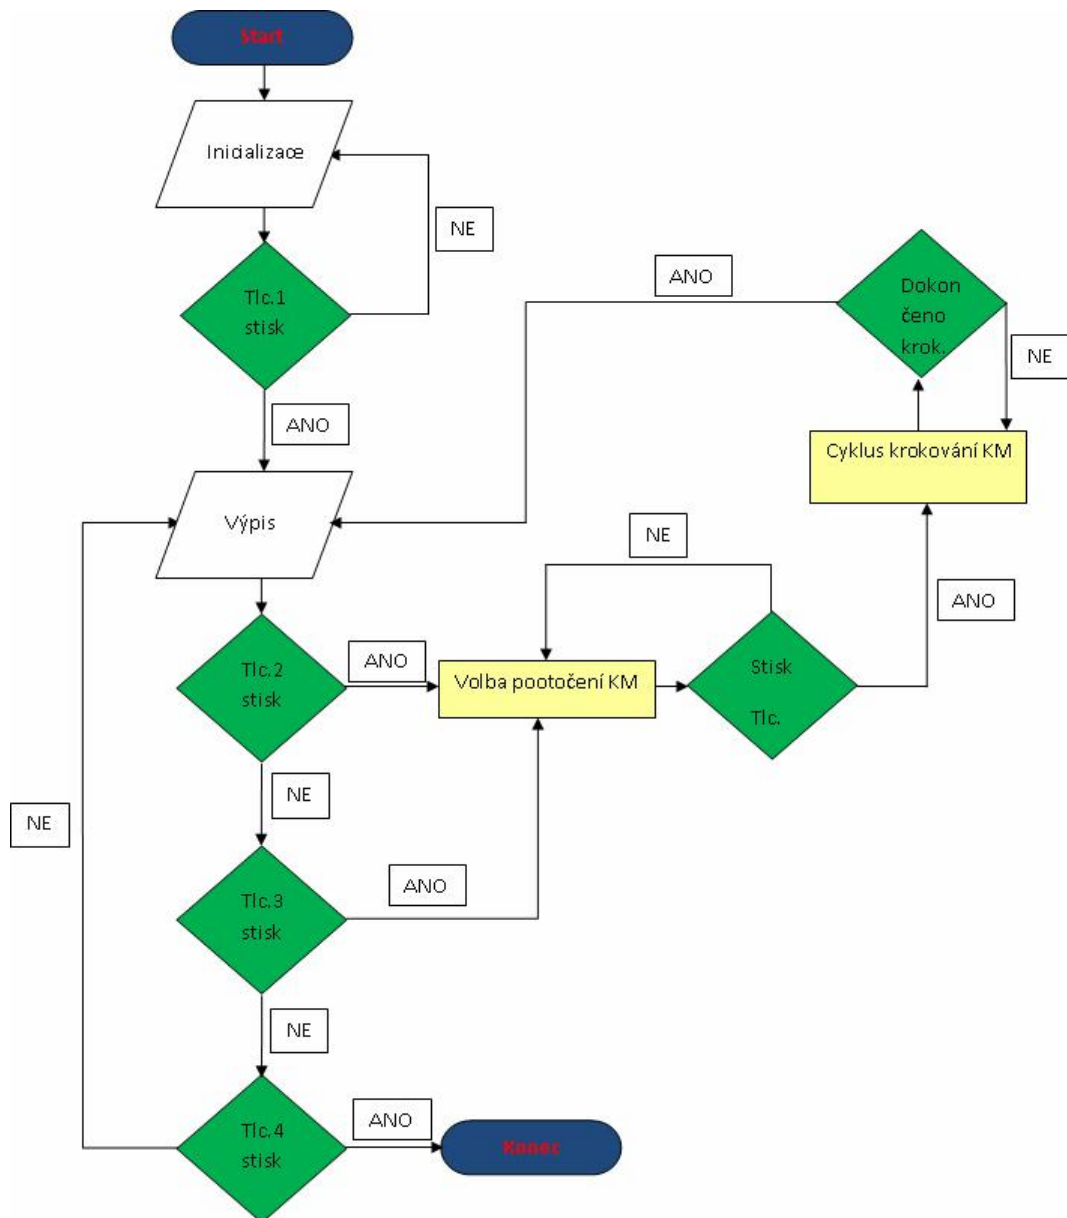 Start
Inicializace
NE
Tlc.1
stisk
ANO
ANO
Dokon
čeno
krok..
NE
Cyklus krokování KM
Výpis
NE
ANO
Tlc.2
stisk
ANO
Volba pootočení KM
Stisk
Tlc.
NE
NE
Tlc.3
stisk
ANO
NE
Tlc.4
stisk
ANO
Konec